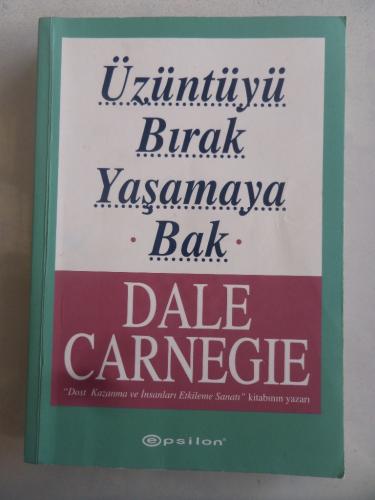 Üzüntüyü
Bırak
Yaşamaya
· Bak ·
DALE
CARNEGIE
"Dost Kazanma ve İnsanları Etkileme Sanatı" kitabının yazarı
epsilon®